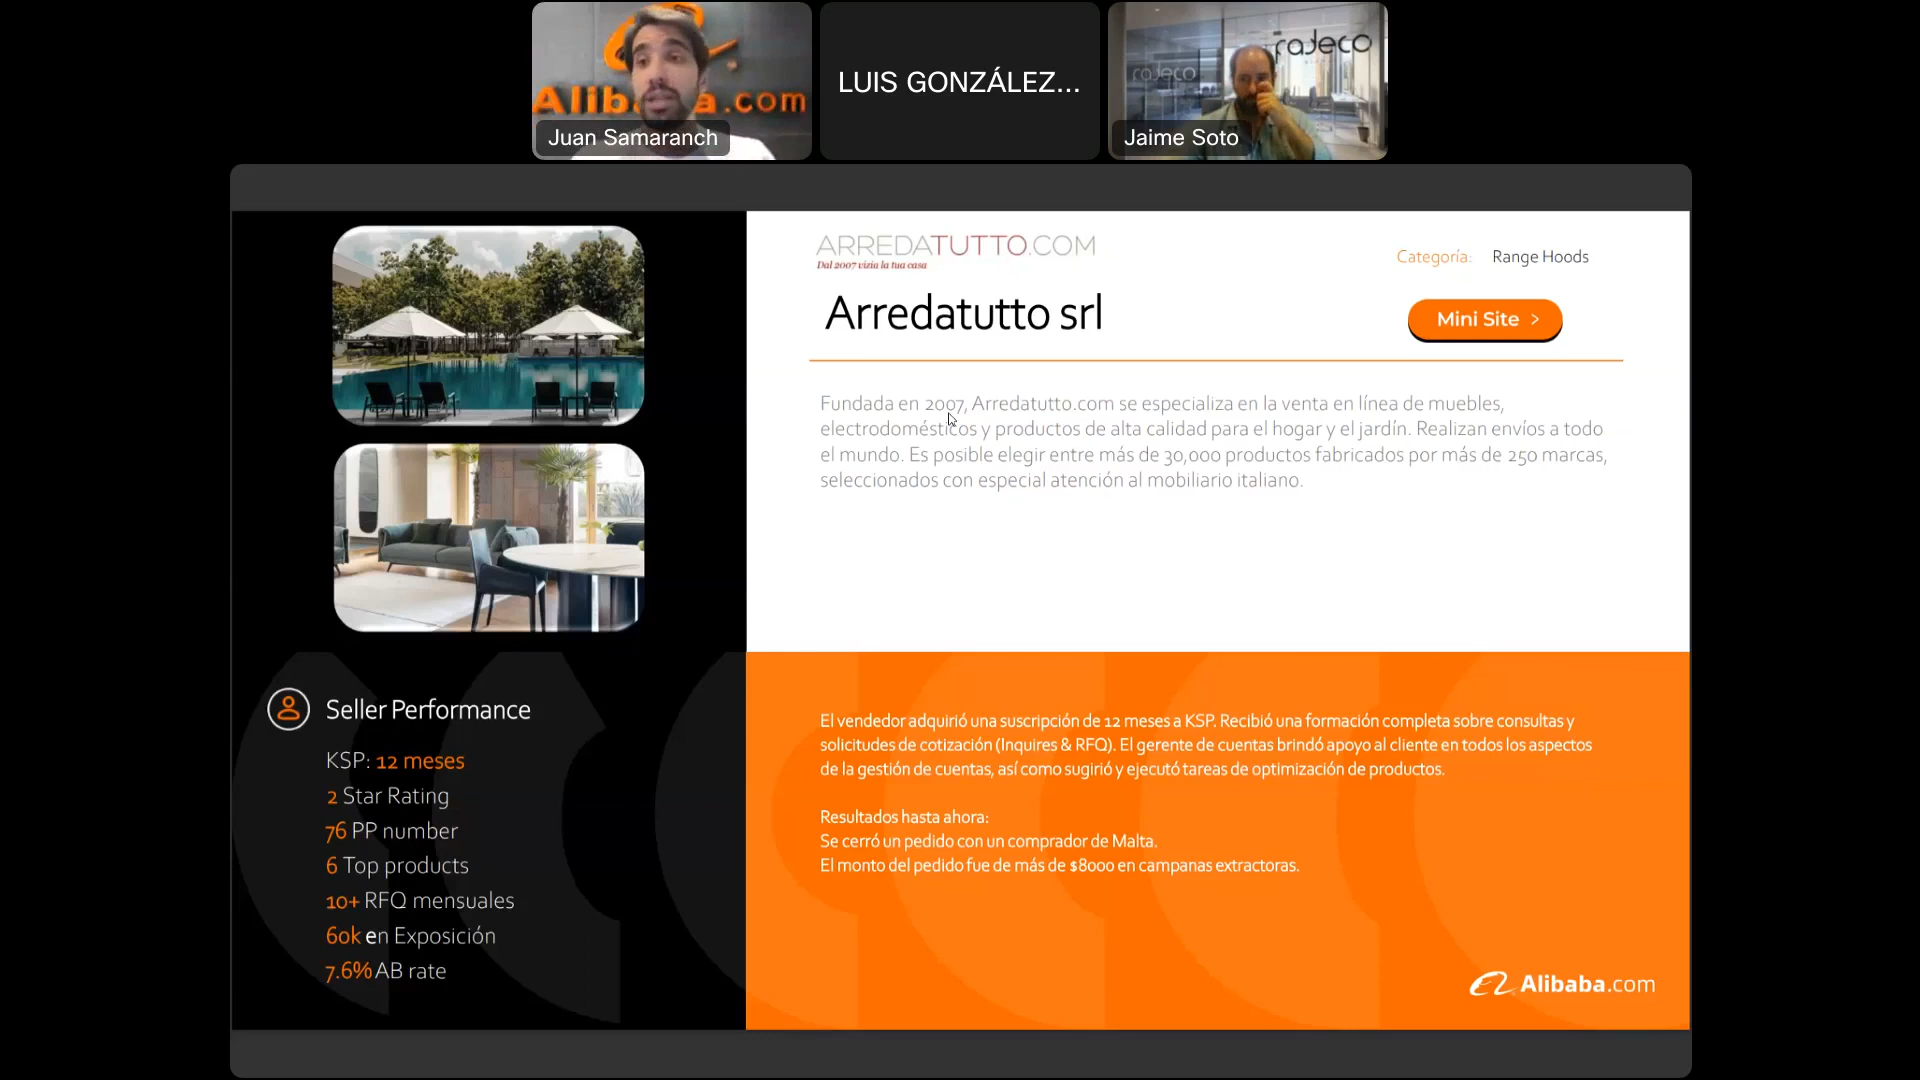 Alibaba.com
Juan Samaranch
LUIS GONZÁLEZ...
rajeco
rajeco
Jaime Soto
ARREDATUTTO.COM
Dal 2007 vizia la tua casa
Categoría: Range Hoods
Arredatutto srl
Mini Site >
Fundada en 2007, Arredatutto.com se especializa en la venta en línea de muebles,
electrodomésticos y productos de alta calidad para el hogar y el jardín. Realizan envíos a todo
el mundo. Es posible elegir entre más de 30,000 productos fabricados por más de 250 marcas,
seleccionados con especial atención al mobiliario italiano.
Seller Performance
KSP: 12 meses
2 Star Rating
76 PP number
6 Top products
10+ RFQ mensuales
60k en Exposición
7.6% AB rate
El vendedor adquirió una suscripción de 12 meses a KSP. Recibió una formación completa sobre consultas y
solicitudes de cotización (Inquires & RFQ). El gerente de cuentas brindó apoyo al cliente en todos los aspectos
de la gestión de cuentas, así como sugirió y ejecutó tareas de optimización de productos.
Resultados hasta ahora:
Se cerró un pedido con un comprador de Malta.
El monto del pedido fue de más de $8000 en campanas extractoras.
Alibaba.com